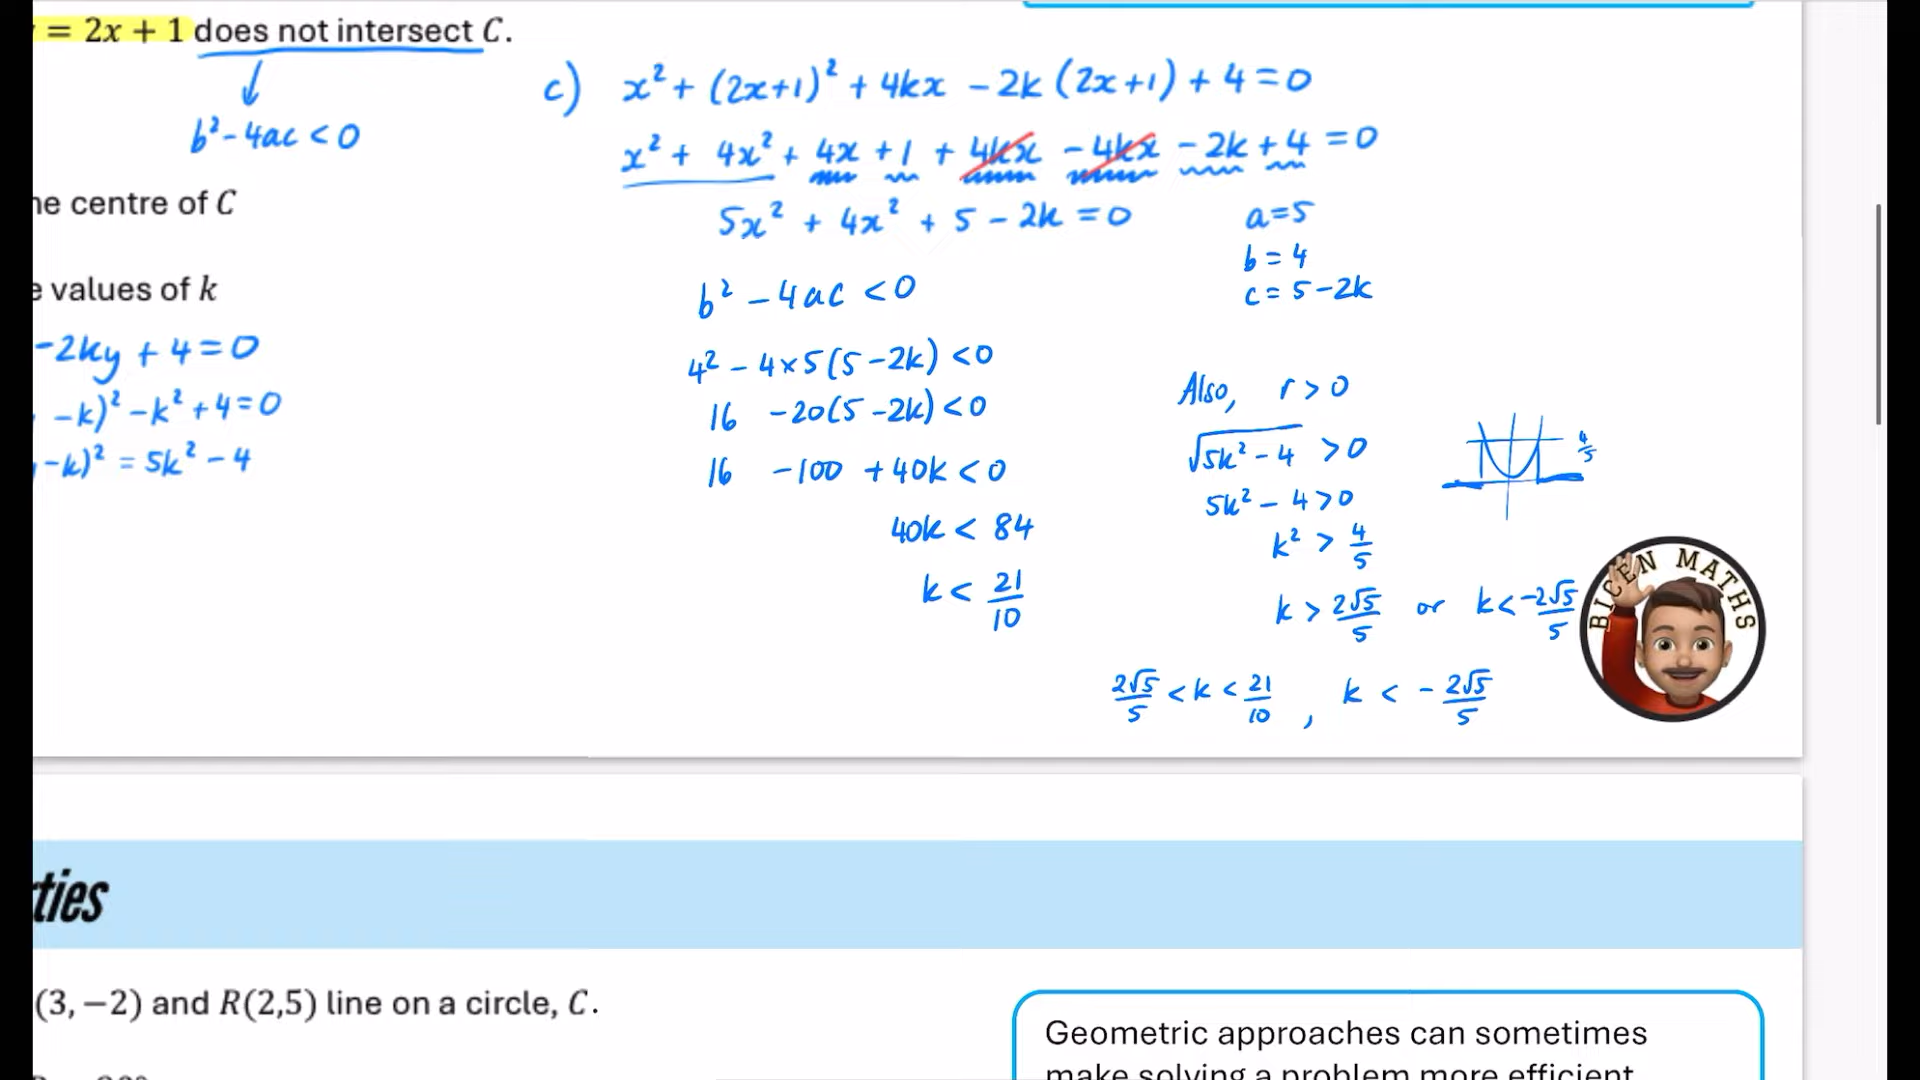 = 2x + 1 does not intersect C.
b² - 4ac < 0
he centre of C
e values of k
-2ky + 4 = 0
-k)² - k² + 4 = 0
-k)² = 5k² - 4
c) x² + (2x+1)² + 4kx - 2k (2x+1) + 4 = 0
x² + 4x² + 4x + 1 + 4kx - 4kx - 2k + 4 = 0
5x² + 4x² + 5 - 2k = 0
a = 5
b = 4
c = 5 - 2k
b² - 4ac < 0
4² - 4×5(5 - 2k) < 0
16 - 20(5 - 2k) < 0
16 - 100 + 40k < 0
40k < 84
k < 21/10
Also, r > 0
√(5k² - 4) > 0
5k² - 4 > 0
k² > 4/5
4/5
k > 2√5/5 or k < -2√5/5
2√5/5 < k < 21/10 , k < - 2√5/5
BICEN MATHS
ties
(3, −2) and R(2,5) line on a circle, C.
Geometric approaches can sometimes
make solving a problem more efficient